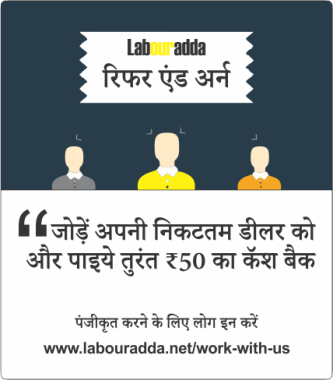 Labouradda
रिफर एंड अर्न
“जोड़ें अपनी निकटतम डीलर को
और पाइये तुरंत ₹50 का कॅश बैक
पंजीकृत करने के लिए लोग इन करें
www.labouradda.net/work-with-us